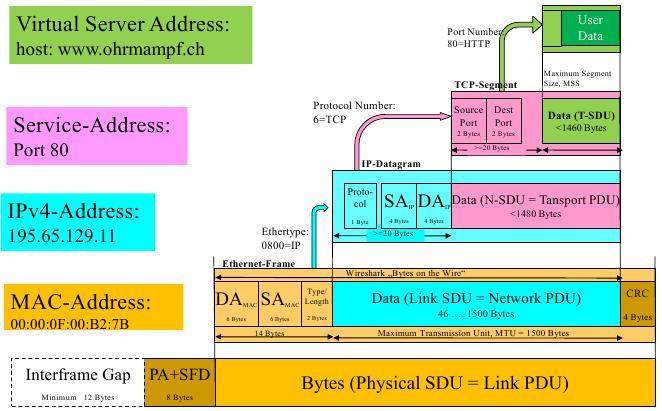 Virtual Server Address:
host: www.ohrmampf.ch
Port Number
80=HTTP
User
Data
Maximum Segment
Size, MSS
TCP-Segment
Service-Address:
Port 80
Protocol Number:
6=TCP
Source
Port
2 Bytes
Dest
Port
2 Bytes
Data (T-SDU)
<1460 Bytes
>=20 Bytes
IP-Datagram
IPv4-Address:
195.65.129.11
Ethertype:
0800=IP
Proto-
col
1 Byte
SA IP
4 Bytes
DA IP
4 Bytes
Data (N-SDU = Tansport PDU)
<1480 Bytes
>=20 Bytes
Ethernet-Frame
Wireshark „Bytes on the Wire“
MAC-Address:
00:00:0F:00:B2:7B
DA MAC
6 Bytes
SA MAC
6 Bytes
Type/
Length
2 Bytes
Data (Link SDU = Network PDU)
46 .... 1500 Bytes
CRC
4 Bytes
14 Bytes
Maximum Transmission Unit, MTU = 1500 Bytes
Interframe Gap
Minimum 12 Bytes
PA+SFD
8 Bytes
Bytes (Physical SDU = Link PDU)